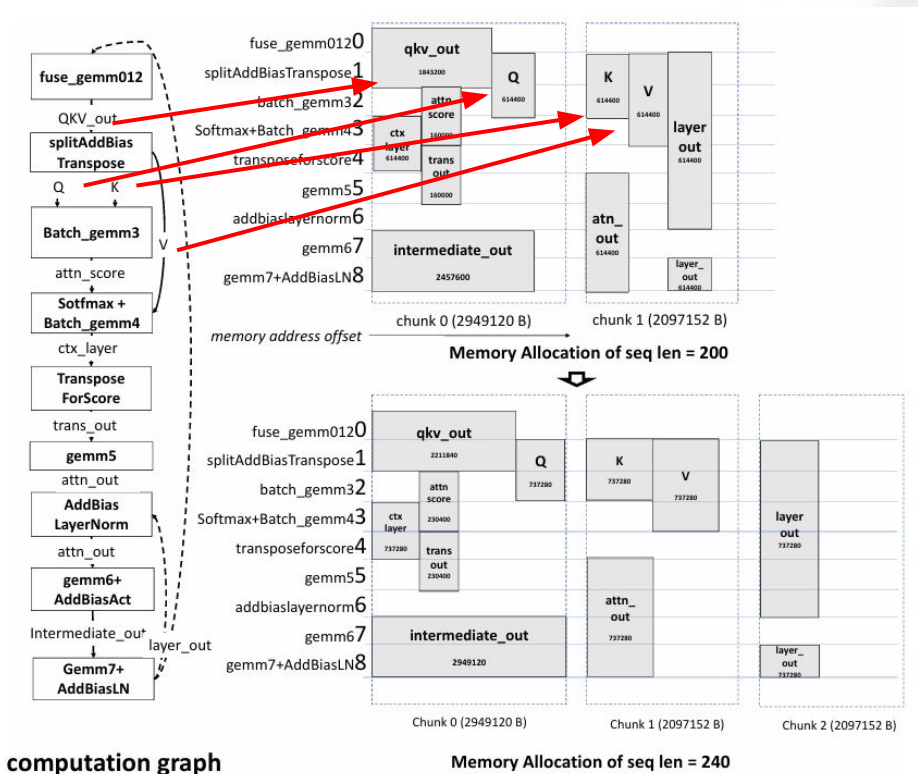 fuse_gemm012
QKV_out
splitAddBias
Transpose
Q
K
Batch_gemm3
V
attn_score
Sotfmax +
Batch_gemm4
ctx_layer
Transpose
ForScore
trans_out
gemm5
attn_out
AddBias
LayerNorm
attn_out
gemm6+
AddBiasAct
Intermediate_out
layer_out
Gemm7+
AddBiasLN
computation graph
fuse_gemm012 0
splitAddBiasTranspose 1
batch_gemm3 2
Softmax+Batch_gemm4 3
transposeforscore 4
gemm5 5
addbiaslayernorm 6
gemm6 7
gemm7+AddBiasLN 8
qkv_out
1843200
Q
614400
attn
score
160000
ctx
layer
614400
trans
out
160000
intermediate_out
2457600
K
614400
V
614400
layer
out
614400
atn_
out
614400
layer_
out
614400
chunk 0 (2949120 B)
chunk 1 (2097152 B)
memory address offset
Memory Allocation of seq len = 200
fuse_gemm012 0
splitAddBiasTranspose 1
batch_gemm3 2
Softmax+Batch_gemm4 3
transposeforscore 4
gemm5 5
addbiaslayernorm 6
gemm6 7
gemm7+AddBiasLN 8
qkv_out
2211840
Q
737280
attn
score
230400
ctx
layer
737280
trans
out
230400
intermediate_out
2949120
K
737280
V
737280
attn_
out
737280
layer
out
737280
layer_
out
737280
Chunk 0 (2949120 B)
Chunk 1 (2097152 B)
Chunk 2 (2097152 B)
Memory Allocation of seq len = 240